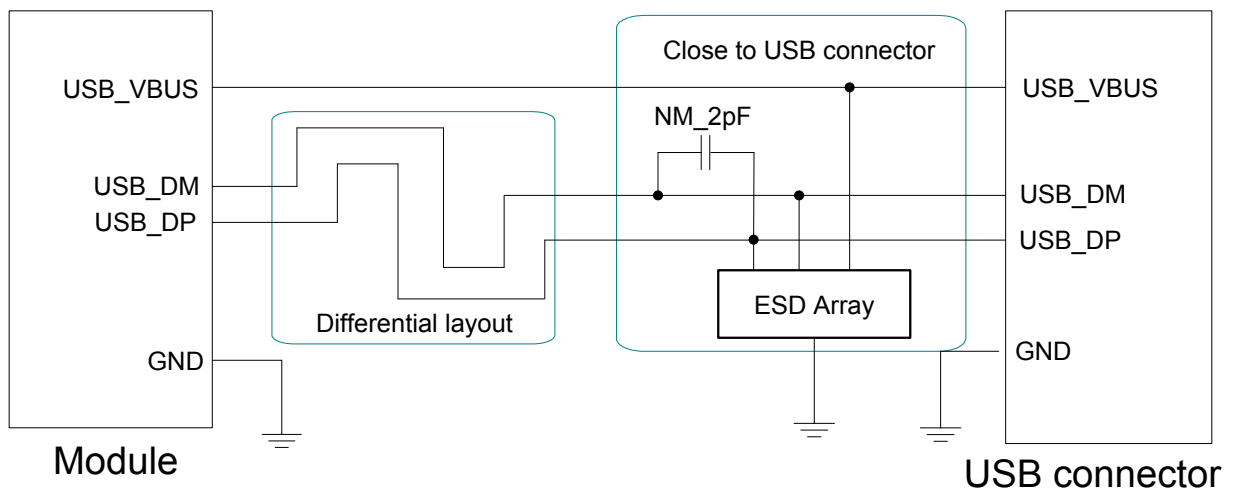 Close to USB connector
USB_VBUS
USB_VBUS
NM_2pF
USB_DM
USB_DM
USB_DP
USB_DP
ESD Array
Differential layout
GND
GND
Module
USB connector